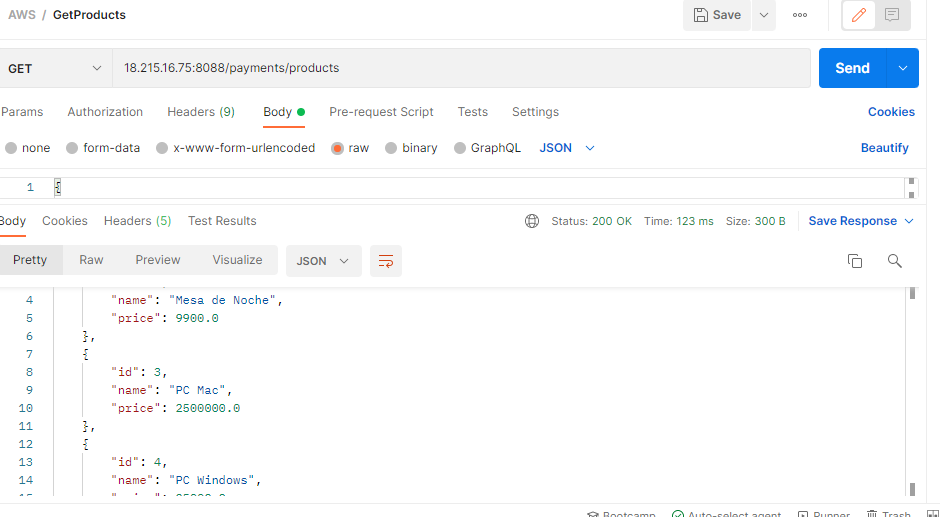 AWS / GetProducts
Save
GET
18.215.16.75:8088/payments/products
Send
Params Authorization Headers (9) Body Pre-request Script Tests Settings Cookies
none form-data x-www-form-urlencoded raw binary GraphQL JSON Beautify
1 {
Body Cookies Headers (5) Test Results Status: 200 OK Time: 123 ms Size: 300 B Save Response
Pretty Raw Preview Visualize JSON
4 "name": "Mesa de Noche",
5 "price": 9900.0
6 },
7 {
8 "id": 3,
9 "name": "PC Mac",
10 "price": 2500000.0
11 },
12 {
13 "id": 4,
14 "name": "PC Windows",
Bootcamp Auto-select agent Runner Trash